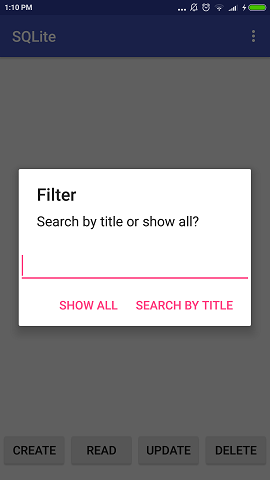 1:10 PM
SQLite
Filter
Search by title or show all?
SHOW ALL SEARCH BY TITLE
CREATE READ UPDATE DELETE